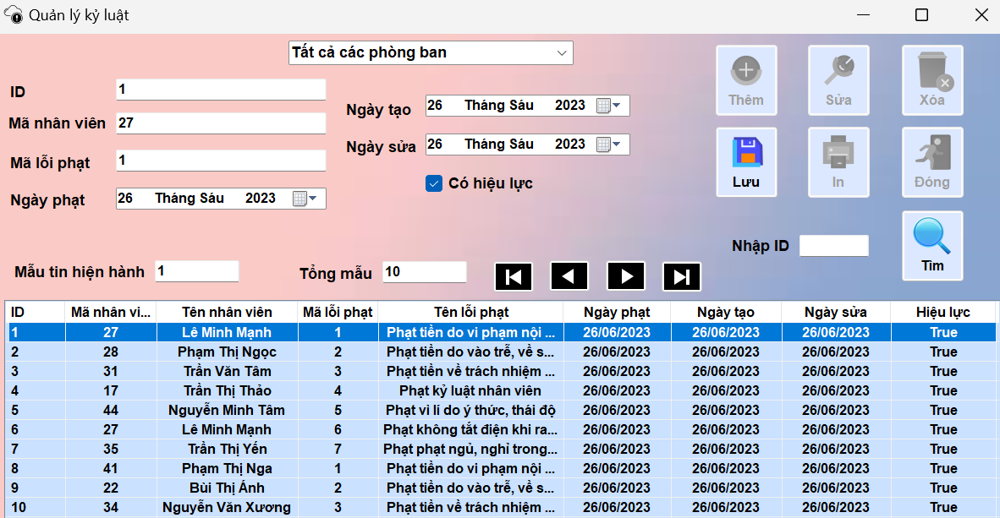 Quản lý kỷ luật
Tất cả các phòng ban
ID 1
Mã nhân viên 27
Mã lỗi phạt 1
Ngày phạt 26 Tháng Sáu 2023
Ngày tạo 26 Tháng Sáu 2023
Ngày sửa 26 Tháng Sáu 2023
Có hiệu lực
Thêm Sửa Xóa
Lưu In Đóng
Nhập ID
Tìm
Mẫu tin hiện hành 1 Tổng mẫu 10
ID Mã nhân vi... Tên nhân viên Mã lỗi phạt Tên lỗi phạt Ngày phạt Ngày tạo Ngày sửa Hiệu lực
1 27 Lê Minh Mạnh 1 Phạt tiền do vi phạm nội ... 26/06/2023 26/06/2023 26/06/2023 True
2 28 Phạm Thị Ngọc 2 Phạt tiền do vào trễ, về s... 26/06/2023 26/06/2023 26/06/2023 True
3 31 Trần Văn Tâm 3 Phạt tiền về trách nhiệm ... 26/06/2023 26/06/2023 26/06/2023 True
4 17 Trần Thị Thảo 4 Phạt kỷ luật nhân viên 26/06/2023 26/06/2023 26/06/2023 True
5 44 Nguyễn Minh Tâm 5 Phạt vì lí do ý thức, thái độ 26/06/2023 26/06/2023 26/06/2023 True
6 27 Lê Minh Mạnh 6 Phạt không tắt điện khi ra... 26/06/2023 26/06/2023 26/06/2023 True
7 35 Trần Thị Yến 7 Phạt phạt ngủ, nghỉ trong... 26/06/2023 26/06/2023 26/06/2023 True
8 41 Phạm Thị Nga 1 Phạt tiền do vi phạm nội ... 26/06/2023 26/06/2023 26/06/2023 True
9 22 Bùi Thị Ánh 2 Phạt tiền do vào trễ, về s... 26/06/2023 26/06/2023 26/06/2023 True
10 34 Nguyễn Văn Xương 3 Phạt tiền về trách nhiệm ... 26/06/2023 26/06/2023 26/06/2023 True